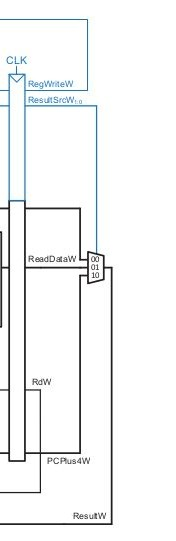 CLK
RegWriteW
ResultSrcW1:0
ReadDataW
00
01
10
RdW
PCPlus4W
ResultW